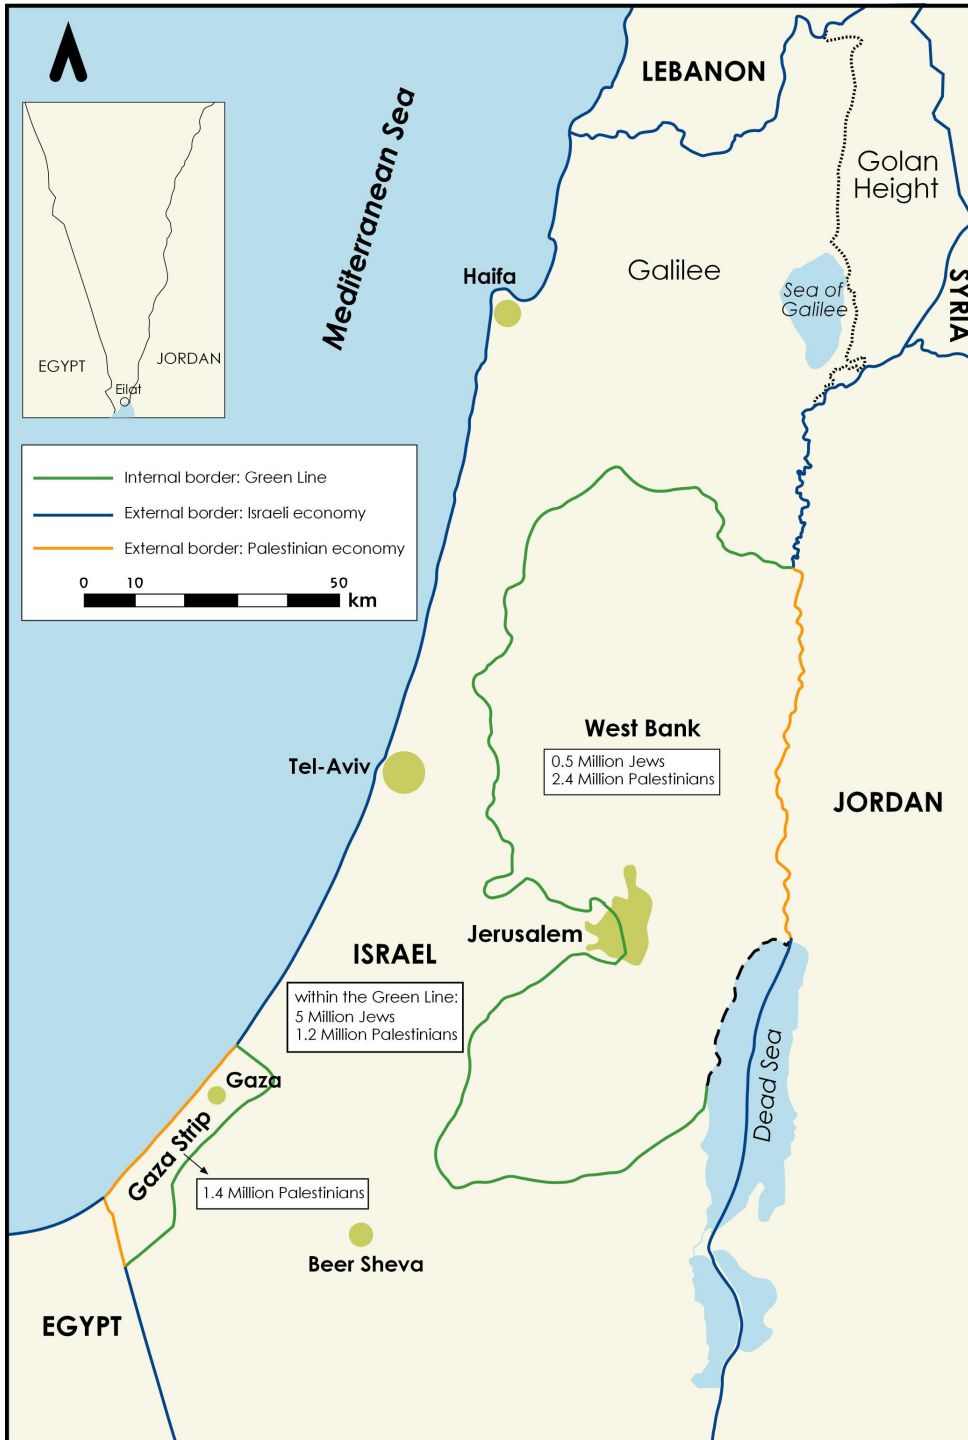 LEBANON
Mediterranean Sea
Golan
Height
Galilee
Haifa
SYRIA
Sea of
Galilee
EGYPT
JORDAN
Eilat
Internal border: Green Line
External border: Israeli economy
External border: Palestinian economy
0 10 50
km
West Bank
0.5 Million Jews
2.4 Million Palestinians
Tel-Aviv
JORDAN
Jerusalem
ISRAEL
within the Green Line:
5 Million Jews
1.2 Million Palestinians
Dead Sea
Gaza
Gaza Strip
1.4 Million Palestinians
Beer Sheva
EGYPT